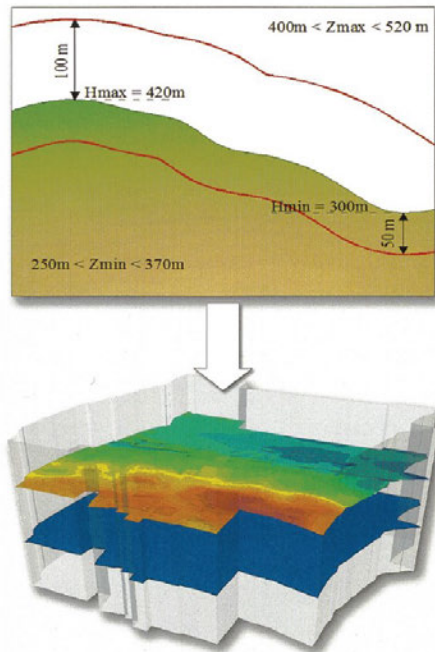 400m < Zmax < 520 m
100 m
Hmax = 420m
Hmin = 300m
50 m
250m < Zmin < 370m